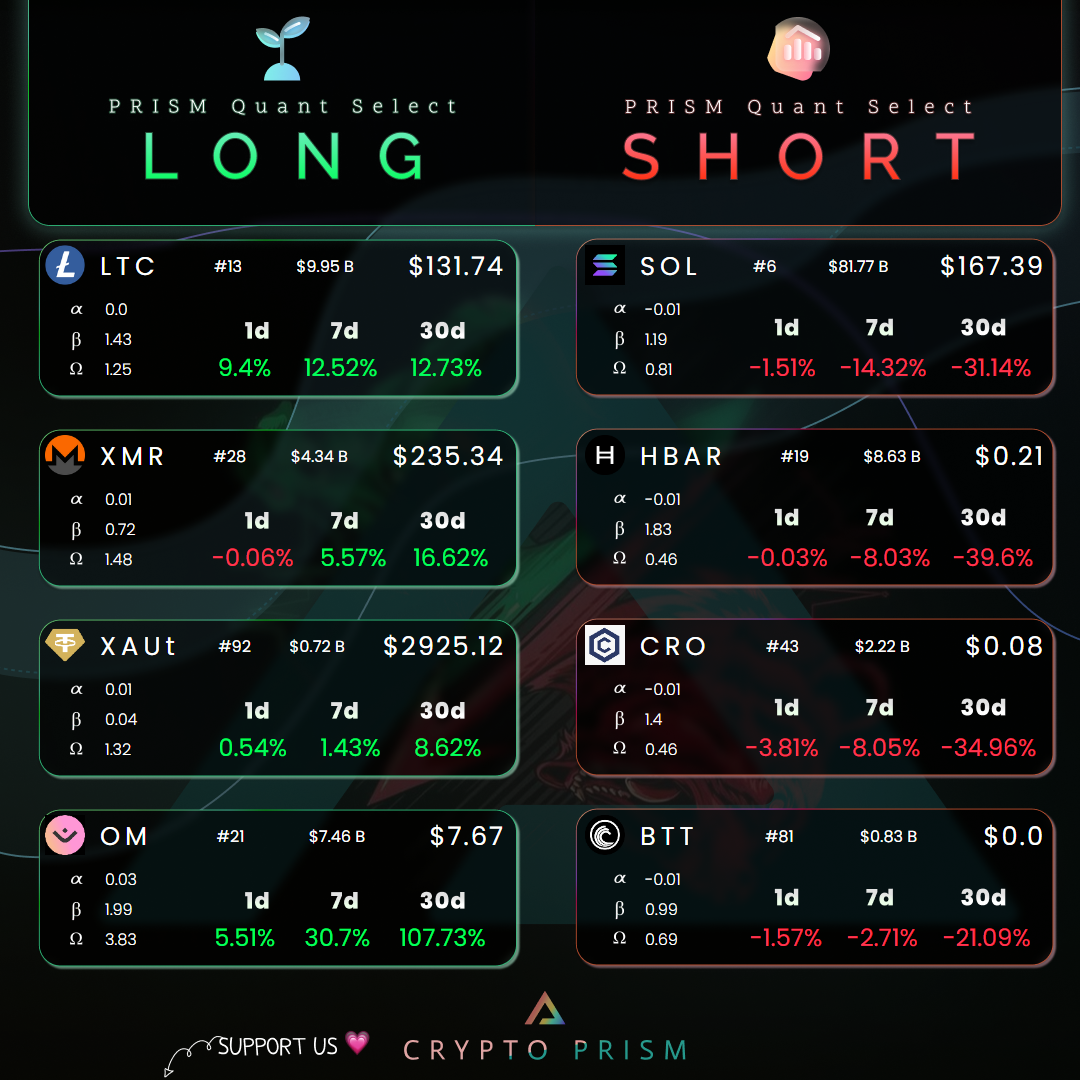 PRISM Quant Select
LONG
LTC #13 $9.95 B $131.74
α 0.0
β 1.43
Ω 1.25
1d 7d 30d
9.4% 12.52% 12.73%
XMR #28 $4.34 B $235.34
α 0.01
β 0.72
Ω 1.48
1d 7d 30d
-0.06% 5.57% 16.62%
XAUt #92 $0.72 B $2925.12
α 0.01
β 0.04
Ω 1.32
1d 7d 30d
0.54% 1.43% 8.62%
OM #21 $7.46 B $7.67
α 0.03
β 1.99
Ω 3.83
1d 7d 30d
5.51% 30.7% 107.73%
PRISM Quant Select
SHORT
SOL #6 $81.77 B $167.39
α -0.01
β 1.19
Ω 0.81
1d 7d 30d
-1.51% -14.32% -31.14%
HBAR #19 $8.63 B $0.21
α -0.01
β 1.83
Ω 0.46
1d 7d 30d
-0.03% -8.03% -39.6%
CRO #43 $2.22 B $0.08
α -0.01
β 1.4
Ω 0.46
1d 7d 30d
-3.81% -8.05% -34.96%
BTT #81 $0.83 B $0.0
α -0.01
β 0.99
Ω 0.69
1d 7d 30d
-1.57% -2.71% -21.09%
SUPPORT US
CRYPTO PRISM